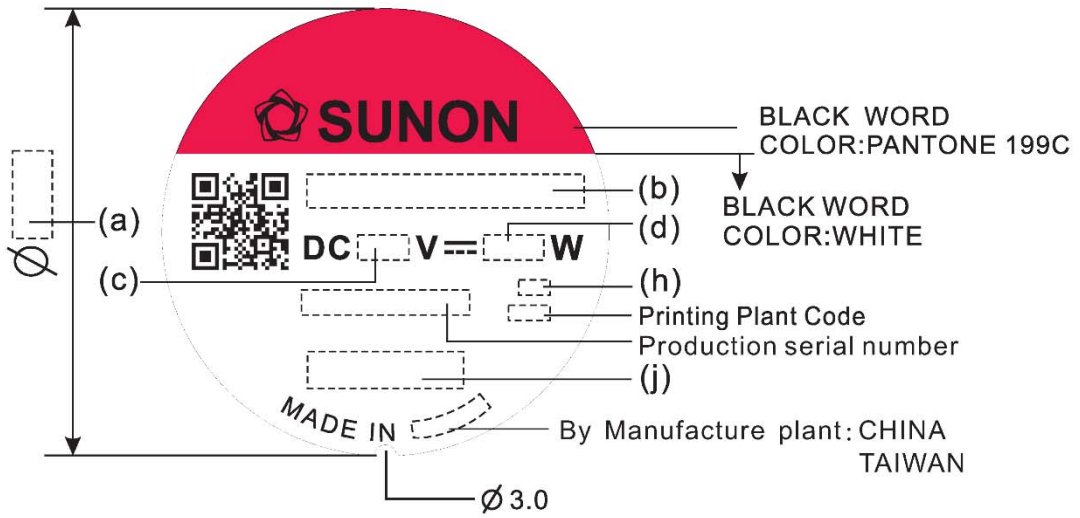 SUNON
BLACK WORD
COLOR:PANTONE 199C
(b)
(a)
BLACK WORD
COLOR:WHITE
(d)
DC V W
(c)
(h)
Printing Plant Code
Production serial number
(j)
MADE IN
By Manufacture plant: CHINA
TAIWAN
Ø
Ø 3.0